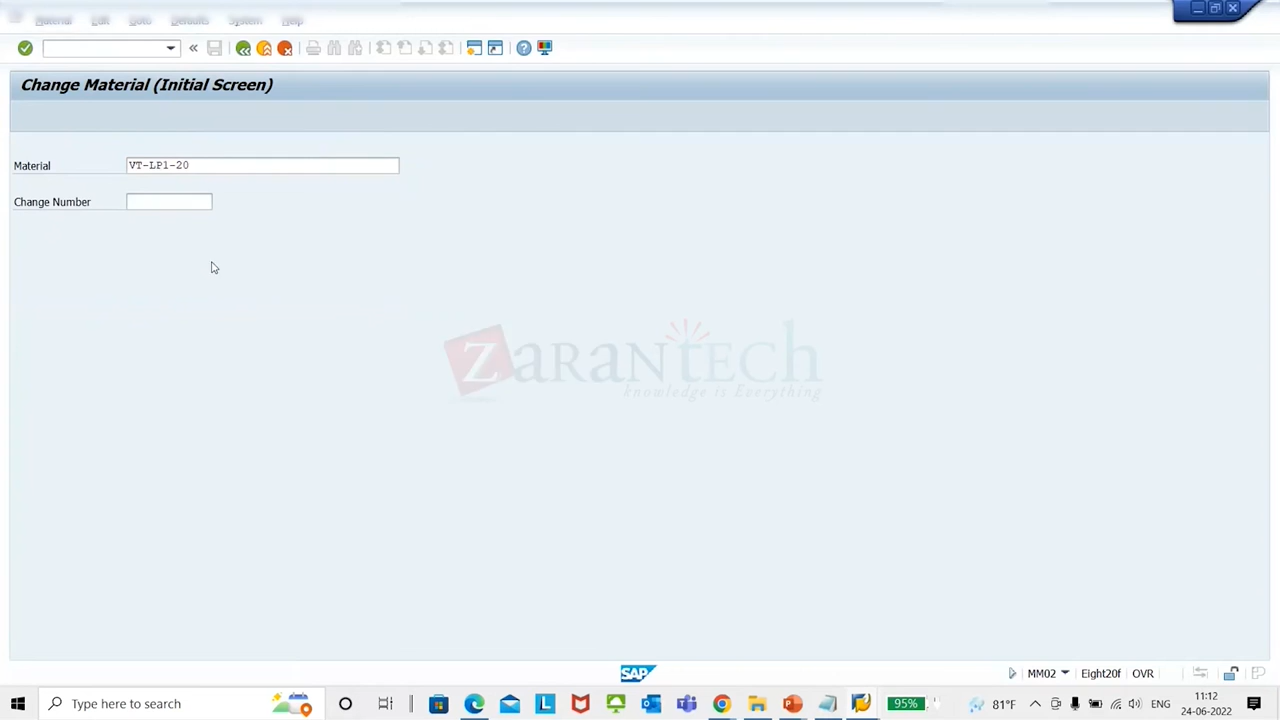 Material Edit Goto Defaults System Help
Change Material (Initial Screen)
Material VT-LP1-20
Change Number
ZARANTECH
knowledge is Everything
SAP MM02 Eight20f OVR
Type here to search 95% 81°F ENG 11:12
24-06-2022